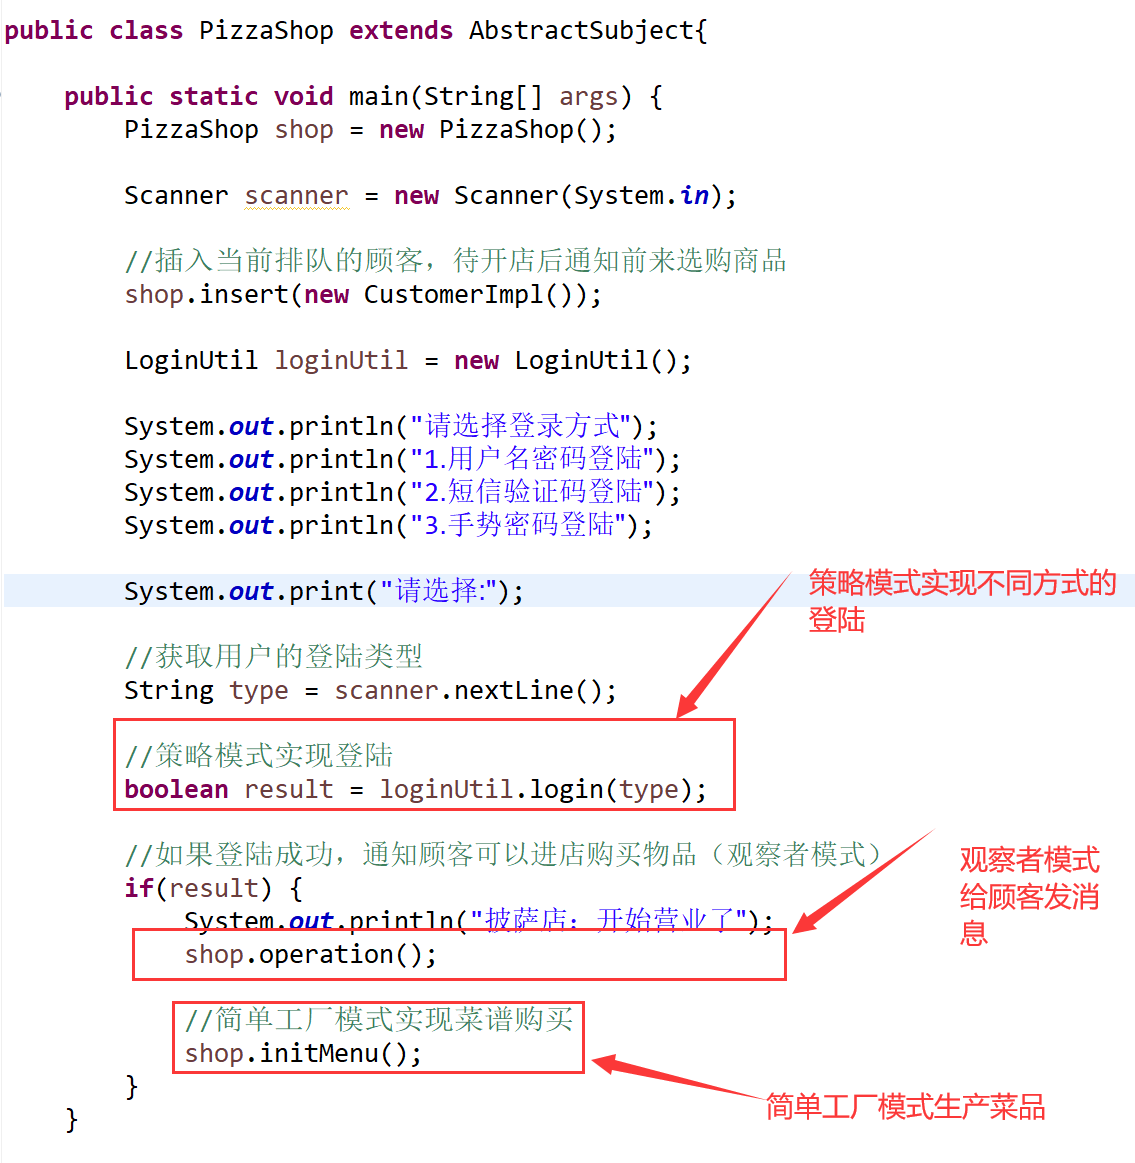 public class PizzaShop extends AbstractSubject{
public static void main(String[] args) {
PizzaShop shop = new PizzaShop();
Scanner scanner = new Scanner(System.in);
//插入当前排队的顾客，待开店后通知前来选购商品
shop.insert(new CustomerImpl());
LoginUtil loginUtil = new LoginUtil();
System.out.println("请选择登录方式");
System.out.println("1.用户名密码登陆");
System.out.println("2.短信验证码登陆");
System.out.println("3.手势密码登陆");
System.out.print("请选择:");
策略模式实现不同方式的
登陆
//获取用户的登陆类型
String type = scanner.nextLine();
//策略模式实现登陆
boolean result = loginUtil.login(type);
//如果登陆成功，通知顾客可以进店购买物品（观察者模式）
if(result) {
System.out.println("披萨店：开始营业了");
shop.operation();
观察者模式
给顾客发消
息
//简单工厂模式实现菜谱购买
shop.initMenu();
}
简单工厂模式生产菜品
}